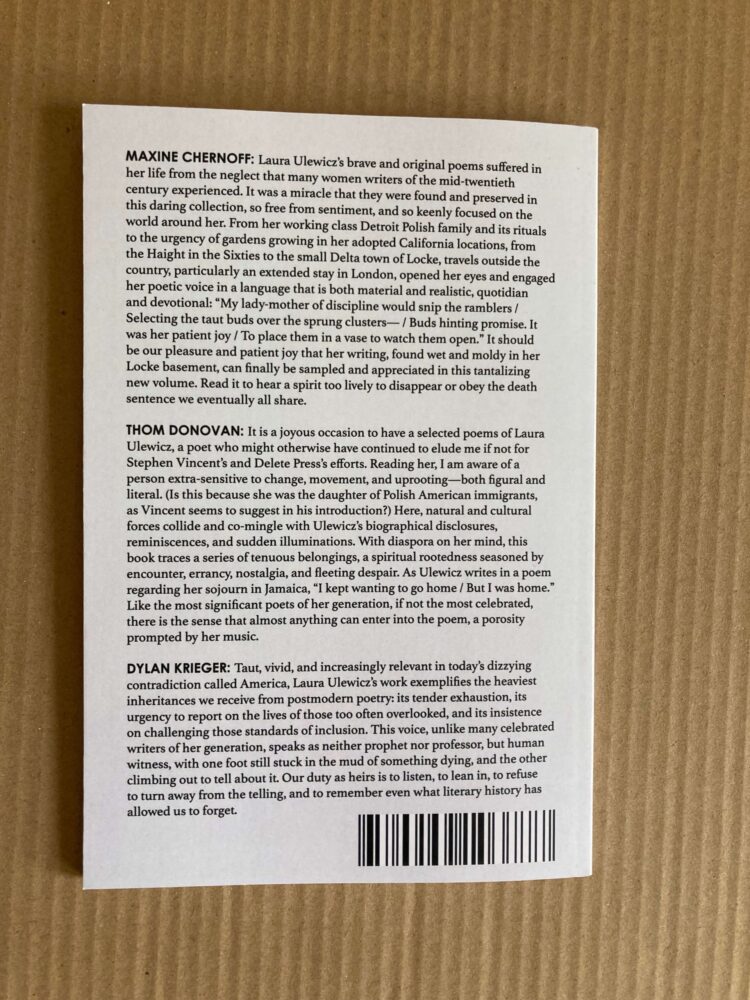 MAXINE CHERNOFF: Laura Ulewicz's brave and original poems suffered in
her life from the neglect that many women writers of the mid-twentieth
century experienced. It was a miracle that they were found and preserved in
this daring collection, so free from sentiment, and so keenly focused on the
world around her. From her working class Detroit Polish family and its rituals
to the urgency of gardens growing in her adopted California locations, from
the Haight in the Sixties to the small Delta town of Locke, travels outside the
country, particularly an extended stay in London, opened her eyes and engaged
her poetic voice in a language that is both material and realistic, quotidian
and devotional: “My lady-mother of discipline would snip the ramblers /
Selecting the taut buds over the sprung clusters— / Buds hinting promise. It
was her patient joy / To place them in a vase to watch them open.” It should
be our pleasure and patient joy that her writing, found wet and moldy in her
Locke basement, can finally be sampled and appreciated in this tantalizing
new volume. Read it to hear a spirit too lively to disappear or obey the death
sentence we eventually all share.
THOM DONOVAN: It is a joyous occasion to have a selected poems of Laura
Ulewicz, a poet who might otherwise have continued to elude me if not for
Stephen Vincent's and Delete Press's efforts. Reading her, I am aware of a
person extra-sensitive to change, movement, and uprooting—both figural and
literal. (Is this because she was the daughter of Polish American immigrants,
as Vincent seems to suggest in his introduction?) Here, natural and cultural
forces collide and co-mingle with Ulewicz's biographical disclosures,
reminiscences, and sudden illuminations. With diaspora on her mind, this
book traces a series of tenuous belongings, a spiritual rootedness seasoned by
encounter, errancy, nostalgia, and fleeting despair. As Ulewicz writes in a poem
regarding her sojourn in Jamaica, “I kept wanting to go home / But I was home.”
Like the most significant poets of her generation, if not the most celebrated,
there is the sense that almost anything can enter into the poem, a porosity
prompted by her music.
DYLAN KRIEGER: Taut, vivid, and increasingly relevant in today's dizzying
contradiction called America, Laura Ulewicz's work exemplifies the heaviest
inheritances we receive from postmodern poetry: its tender exhaustion, its
urgency to report on the lives of those too often overlooked, and its insistence
on challenging those standards of inclusion. This voice, unlike many celebrated
writers of her generation, speaks as neither prophet nor professor, but human
witness, with one foot still stuck in the mud of something dying, and the other
climbing out to tell about it. Our duty as heirs is to listen, to lean in, to refuse
to turn away from the telling, and to remember even what literary history has
allowed us to forget.